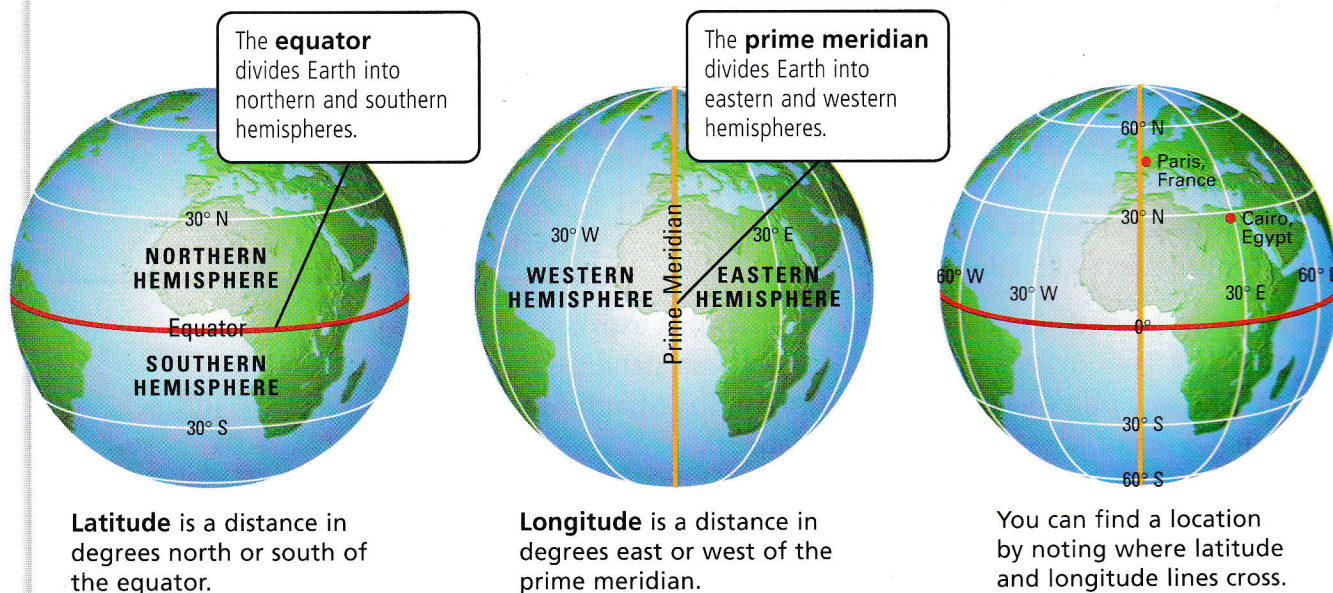 The equator
divides Earth into
northern and southern
hemispheres.
30° N
NORTHERN
HEMISPHERE
Equator
SOUTHERN
HEMISPHERE
30° S
Latitude is a distance in
degrees north or south of
the equator.
The prime meridian
divides Earth into
eastern and western
hemispheres.
30° W
30° E
WESTERN
HEMISPHERE
Prime Meridian
EASTERN
HEMISPHERE
Longitude is a distance in
degrees east or west of the
prime meridian.
60° N
Paris,
France
30° N
Cairo,
Egypt
60° W
30° W
30° E
60° E
0°
30° S
60° S
You can find a location
by noting where latitude
and longitude lines cross.